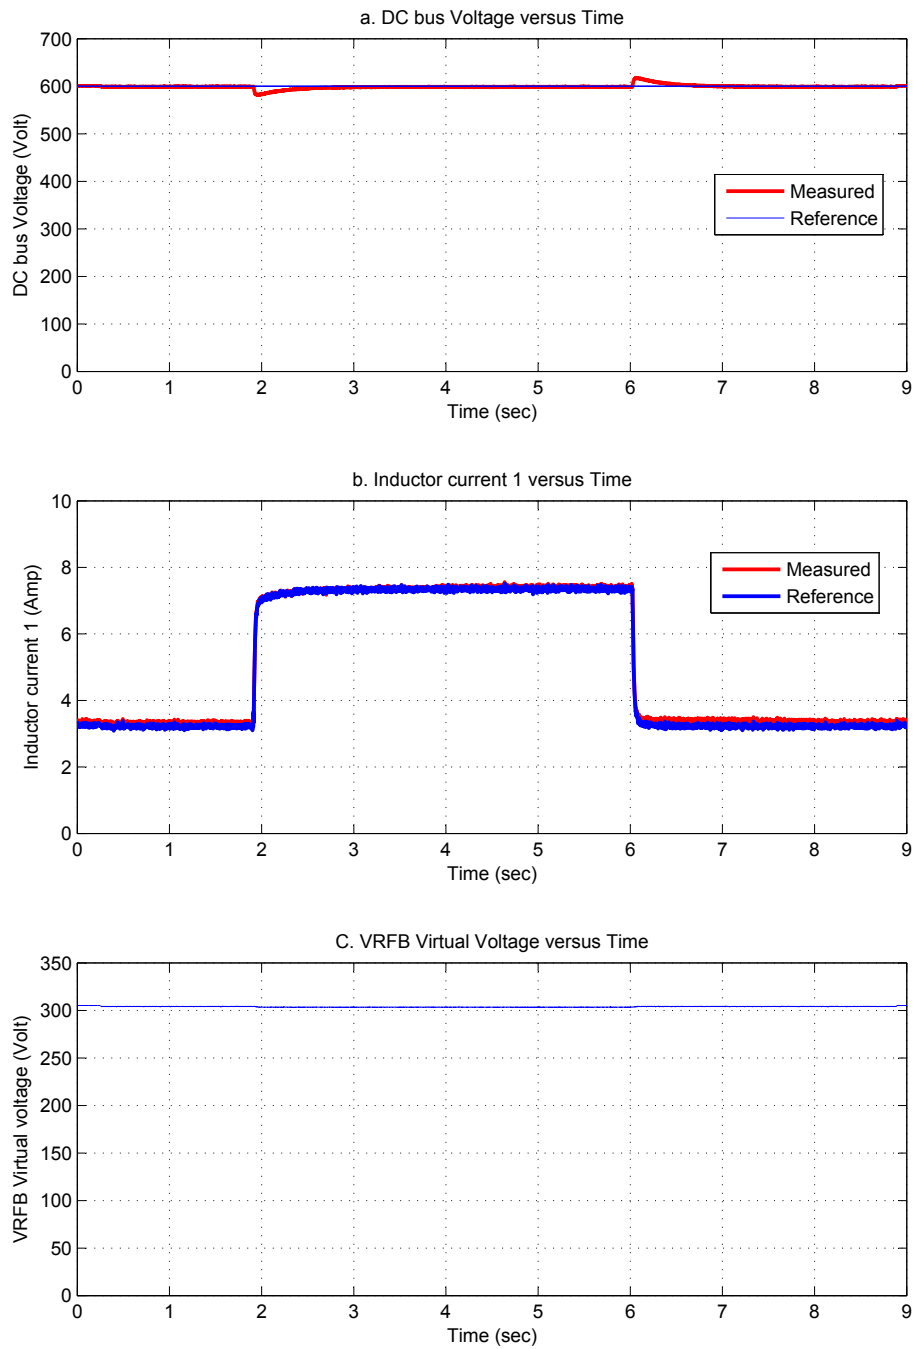 a. DC bus Voltage versus Time
700
600
500
400
300
200
100
0
DC bus Voltage (Volt)
Measured
Reference
0 1 2 3 4 5 6 7 8 9
Time (sec)
b. Inductor current 1 versus Time
10
8
6
4
2
0
Inductor current 1 (Amp)
Measured
Reference
0 1 2 3 4 5 6 7 8 9
Time (sec)
C. VRFB Virtual Voltage versus Time
350
300
250
200
150
100
50
0
VRFB Virtual voltage (Volt)
0 1 2 3 4 5 6 7 8 9
Time (sec)